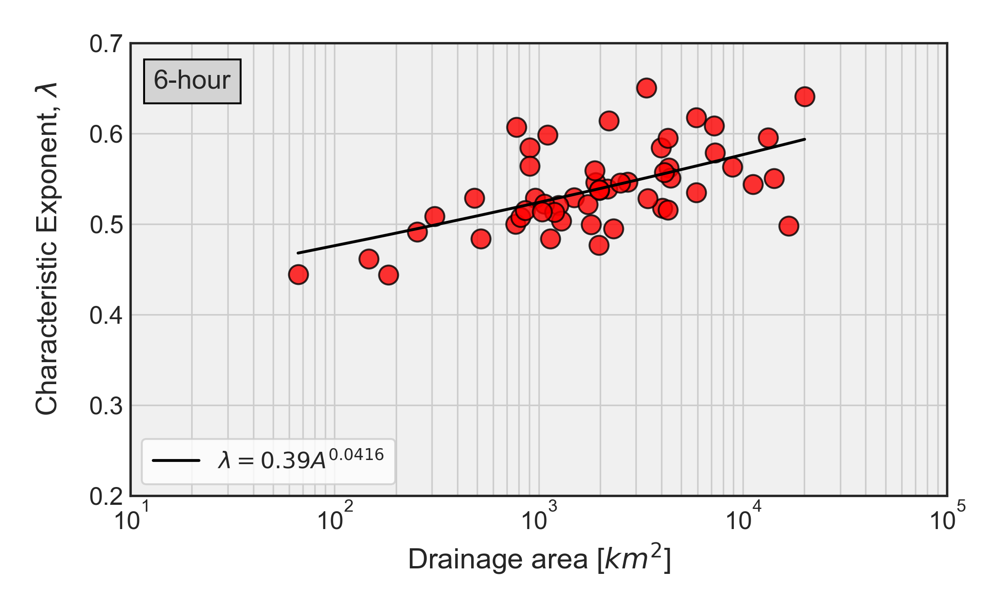 0.7
0.6
0.5
0.4
0.3
0.2
Characteristic Exponent, λ
6-hour
λ = 0.39A^0.0416
10^1 10^2 10^3 10^4 10^5
Drainage area [km^2]